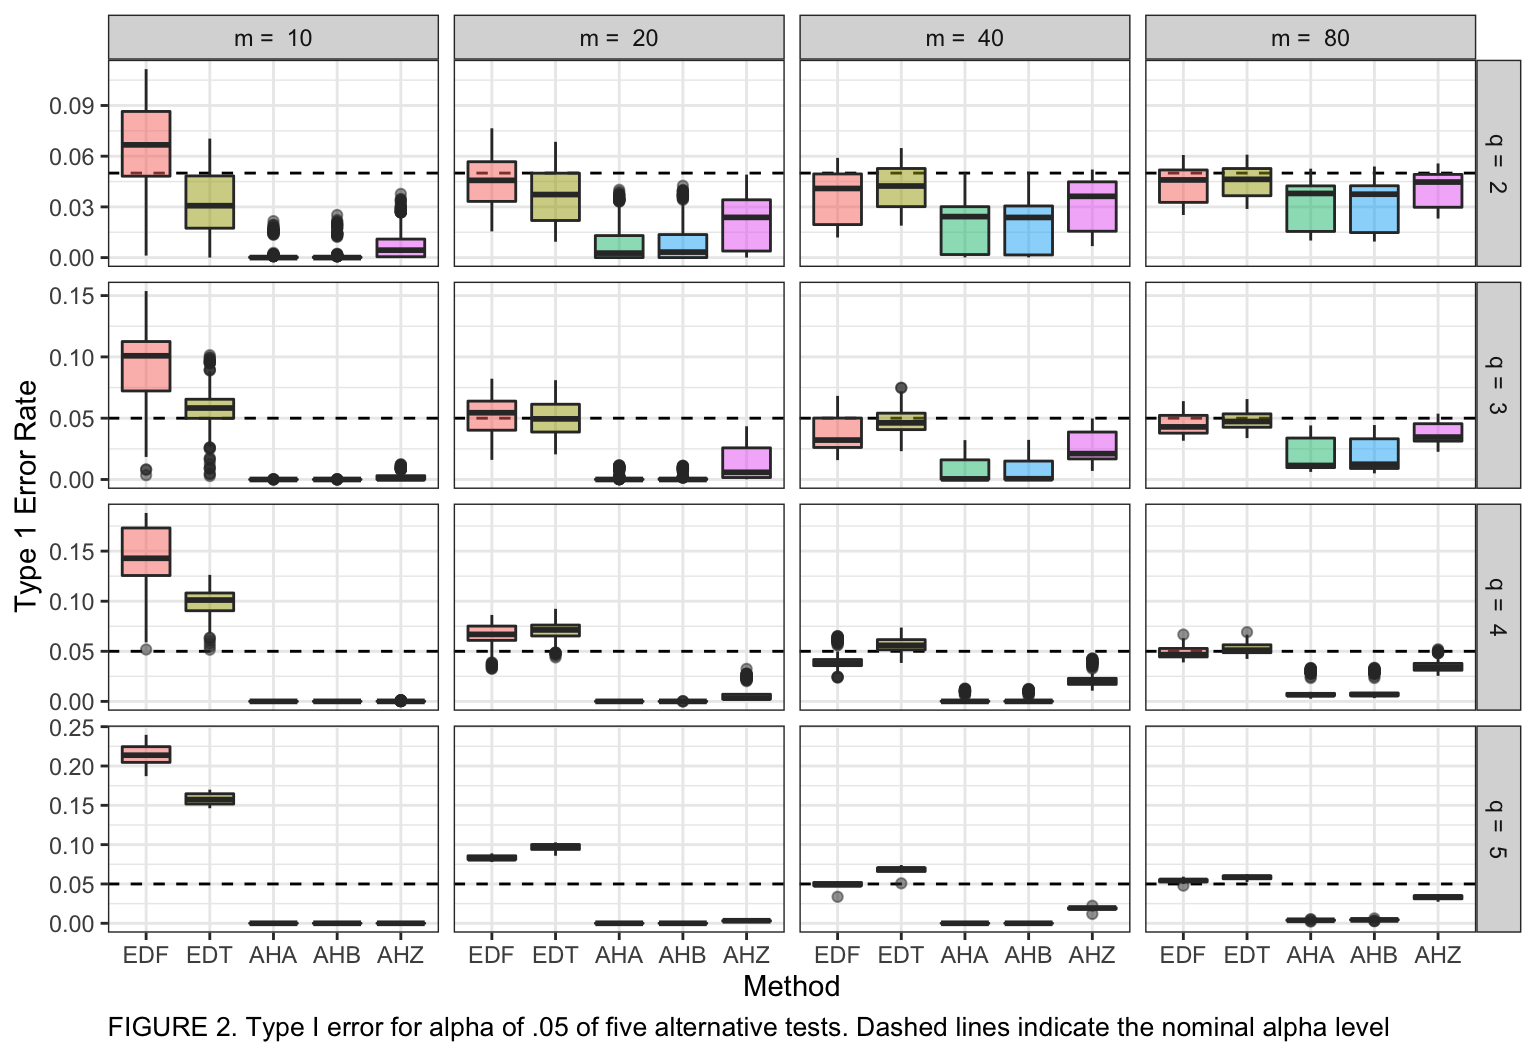 m = 10
m = 20
m = 40
m = 80
0.09
0.06
0.03
0.00
q = 2
0.15
0.10
0.05
0.00
q = 3
0.15
0.10
0.05
0.00
q = 4
0.25
0.20
0.15
0.10
0.05
0.00
q = 5
Type 1 Error Rate
EDF EDT AHA AHB AHZ
EDF EDT AHA AHB AHZ
EDF EDT AHA AHB AHZ
EDF EDT AHA AHB AHZ
Method
FIGURE 2. Type I error for alpha of .05 of five alternative tests. Dashed lines indicate the nominal alpha level